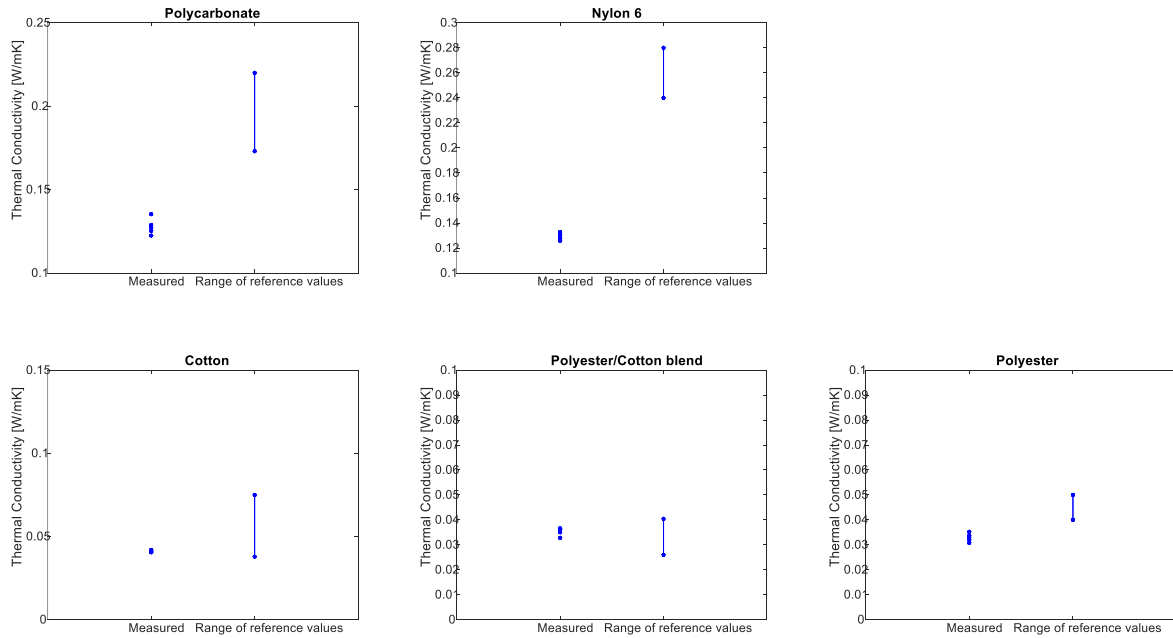 Polycarbonate
Thermal Conductivity [W/mK]
0.25
0.2
0.15
0.1
Measured
Range of reference values
Nylon 6
Thermal Conductivity [W/mK]
0.3
0.28
0.26
0.24
0.22
0.2
0.18
0.16
0.14
0.12
0.1
Measured
Range of reference values
Cotton
Thermal Conductivity [W/mK]
0.15
0.1
0.05
0
Measured
Range of reference values
Polyester/Cotton blend
Thermal Conductivity [W/mK]
0.1
0.09
0.08
0.07
0.06
0.05
0.04
0.03
0.02
0.01
0
Measured
Range of reference values
Polyester
Thermal Conductivity [W/mK]
0.1
0.09
0.08
0.07
0.06
0.05
0.04
0.03
0.02
0.01
0
Measured
Range of reference values